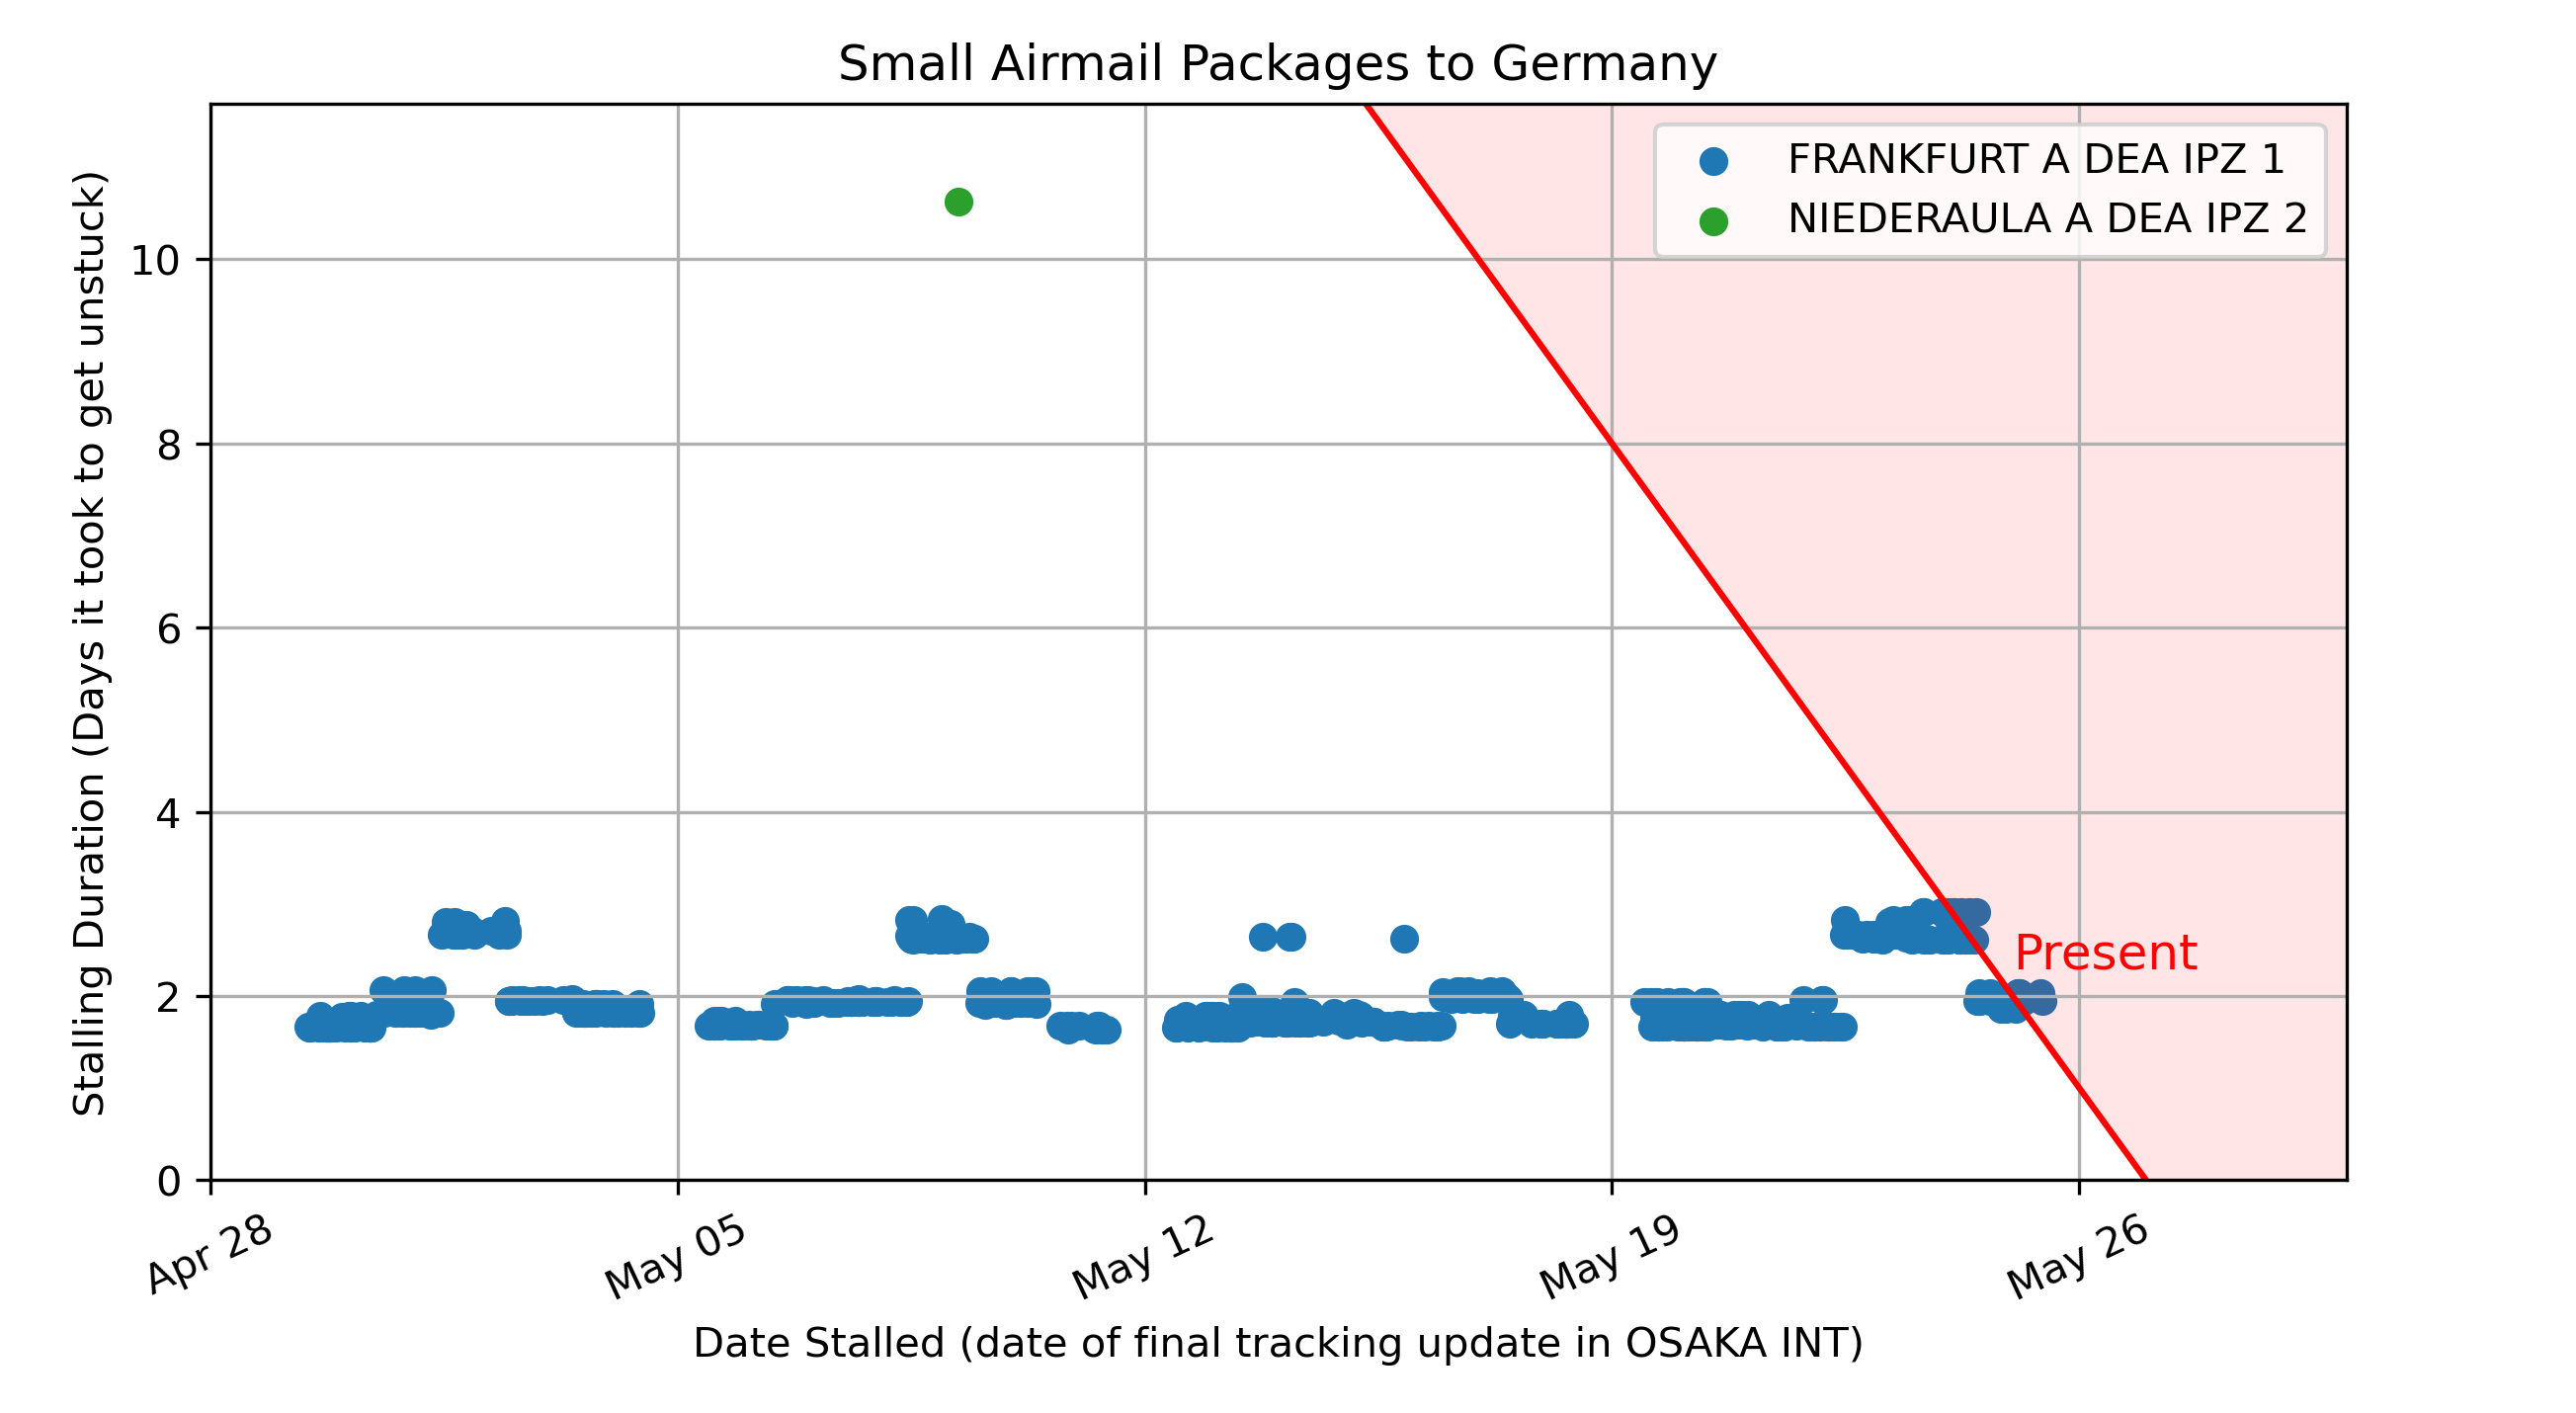 Small Airmail Packages to Germany
FRANKFURT A DEA IPZ 1
NIEDERAULA A DEA IPZ 2
Stalling Duration (Days it took to get unstuck)
10
8
6
4
2
0
Present
Apr 28
May 05
May 12
May 19
May 26
Date Stalled (date of final tracking update in OSAKA INT)